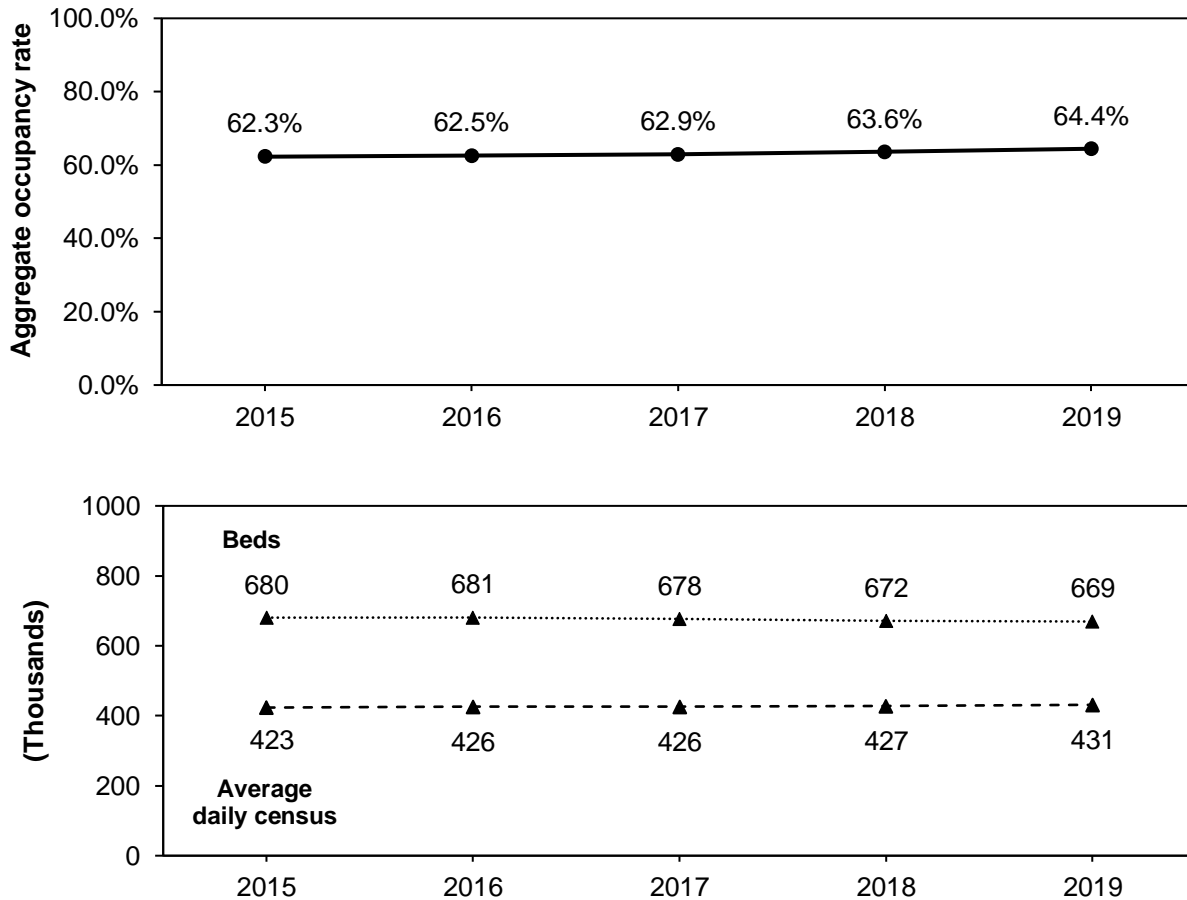 Aggregate occupancy rate
100.0%
80.0%
60.0%
40.0%
20.0%
0.0%
62.3% 62.5% 62.9% 63.6% 64.4%
2015 2016 2017 2018 2019
(Thousands)
1000
800
600
400
200
0
Beds
680 681 678 672 669
423 426 426 427 431
Average
daily census
2015 2016 2017 2018 2019